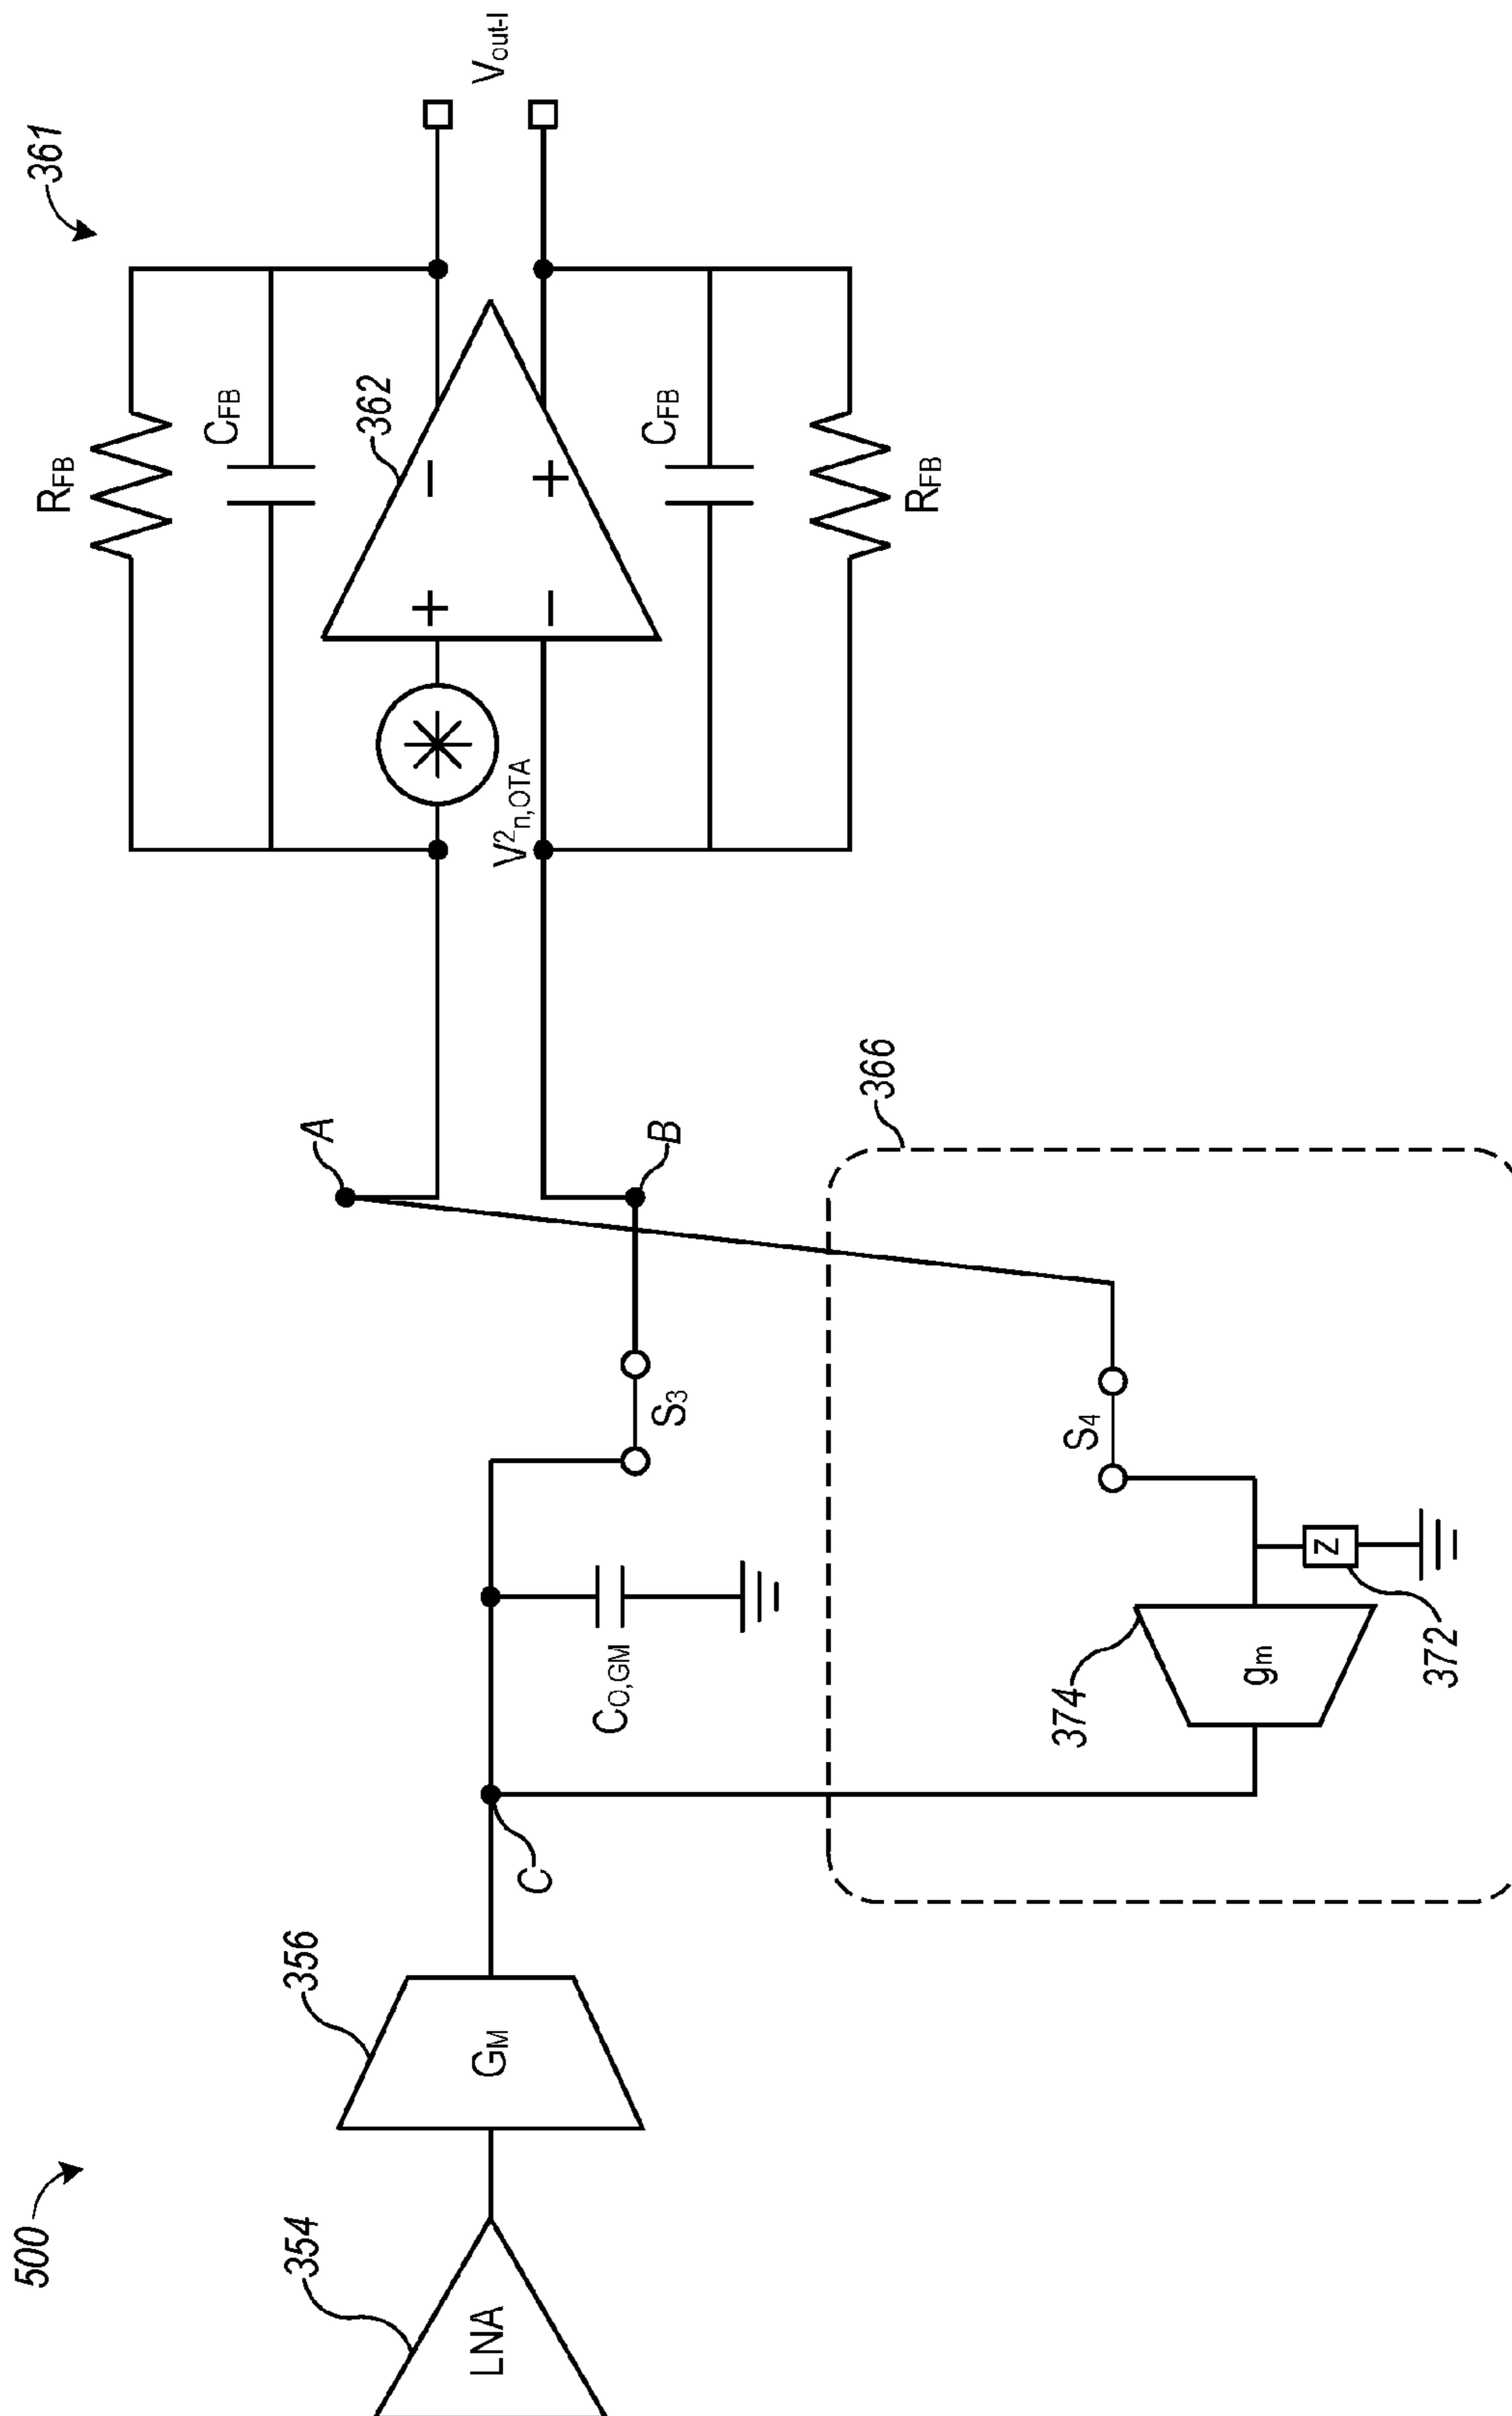 500
354
LNA
356
GM
C
CO,GM
S3
A
B
366
374
gm
Z
372
S4
361
RFB
CFB
362
+
−
−
+
V²n,OTA
CFB
RFB
Vout-I